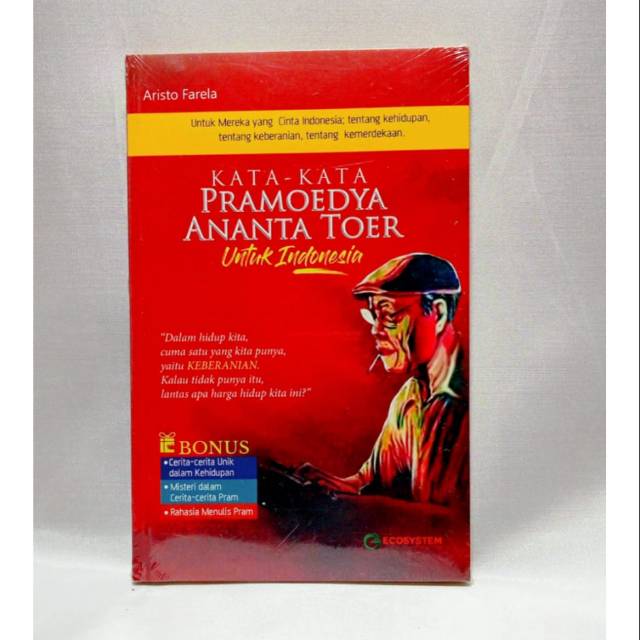 Aristo Farela
Untuk Mereka yang Cinta Indonesia; tentang kehidupan,
tentang keberanian, tentang kemerdekaan.
KATA-KATA
PRAMOEDYA
ANANTA TOER
Untuk Indonesia
"Dalam hidup kita,
cuma satu yang kita punya,
yaitu KEBERANIAN.
Kalau tidak punya itu,
lantas apa harga hidup kita ini?"
BONUS
• Cerita-cerita Unik
dalam Kehidupan
• Misteri dalam
Cerita-cerita Pram
• Rahasia Menulis Pram
ECOSYSTEM